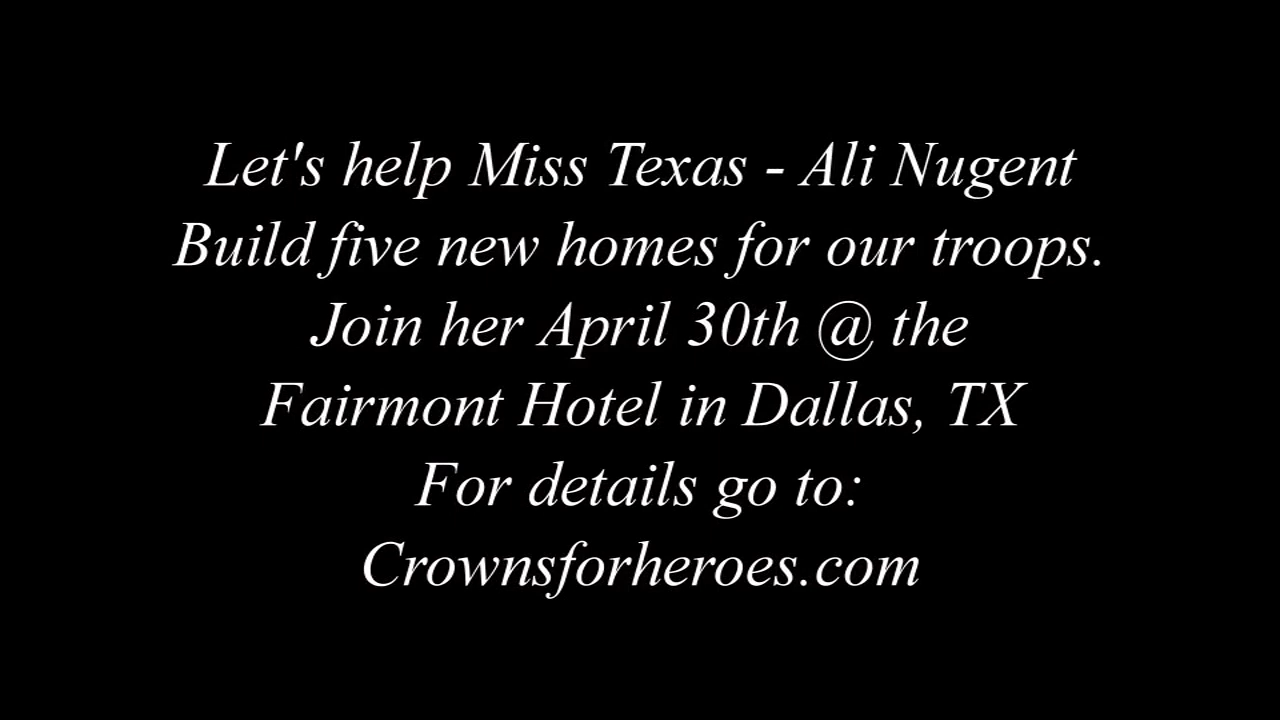 Let's help Miss Texas - Ali Nugent
Build five new homes for our troops.
Join her April 30th @ the
Fairmont Hotel in Dallas, TX
For details go to:
Crownsforheroes.com